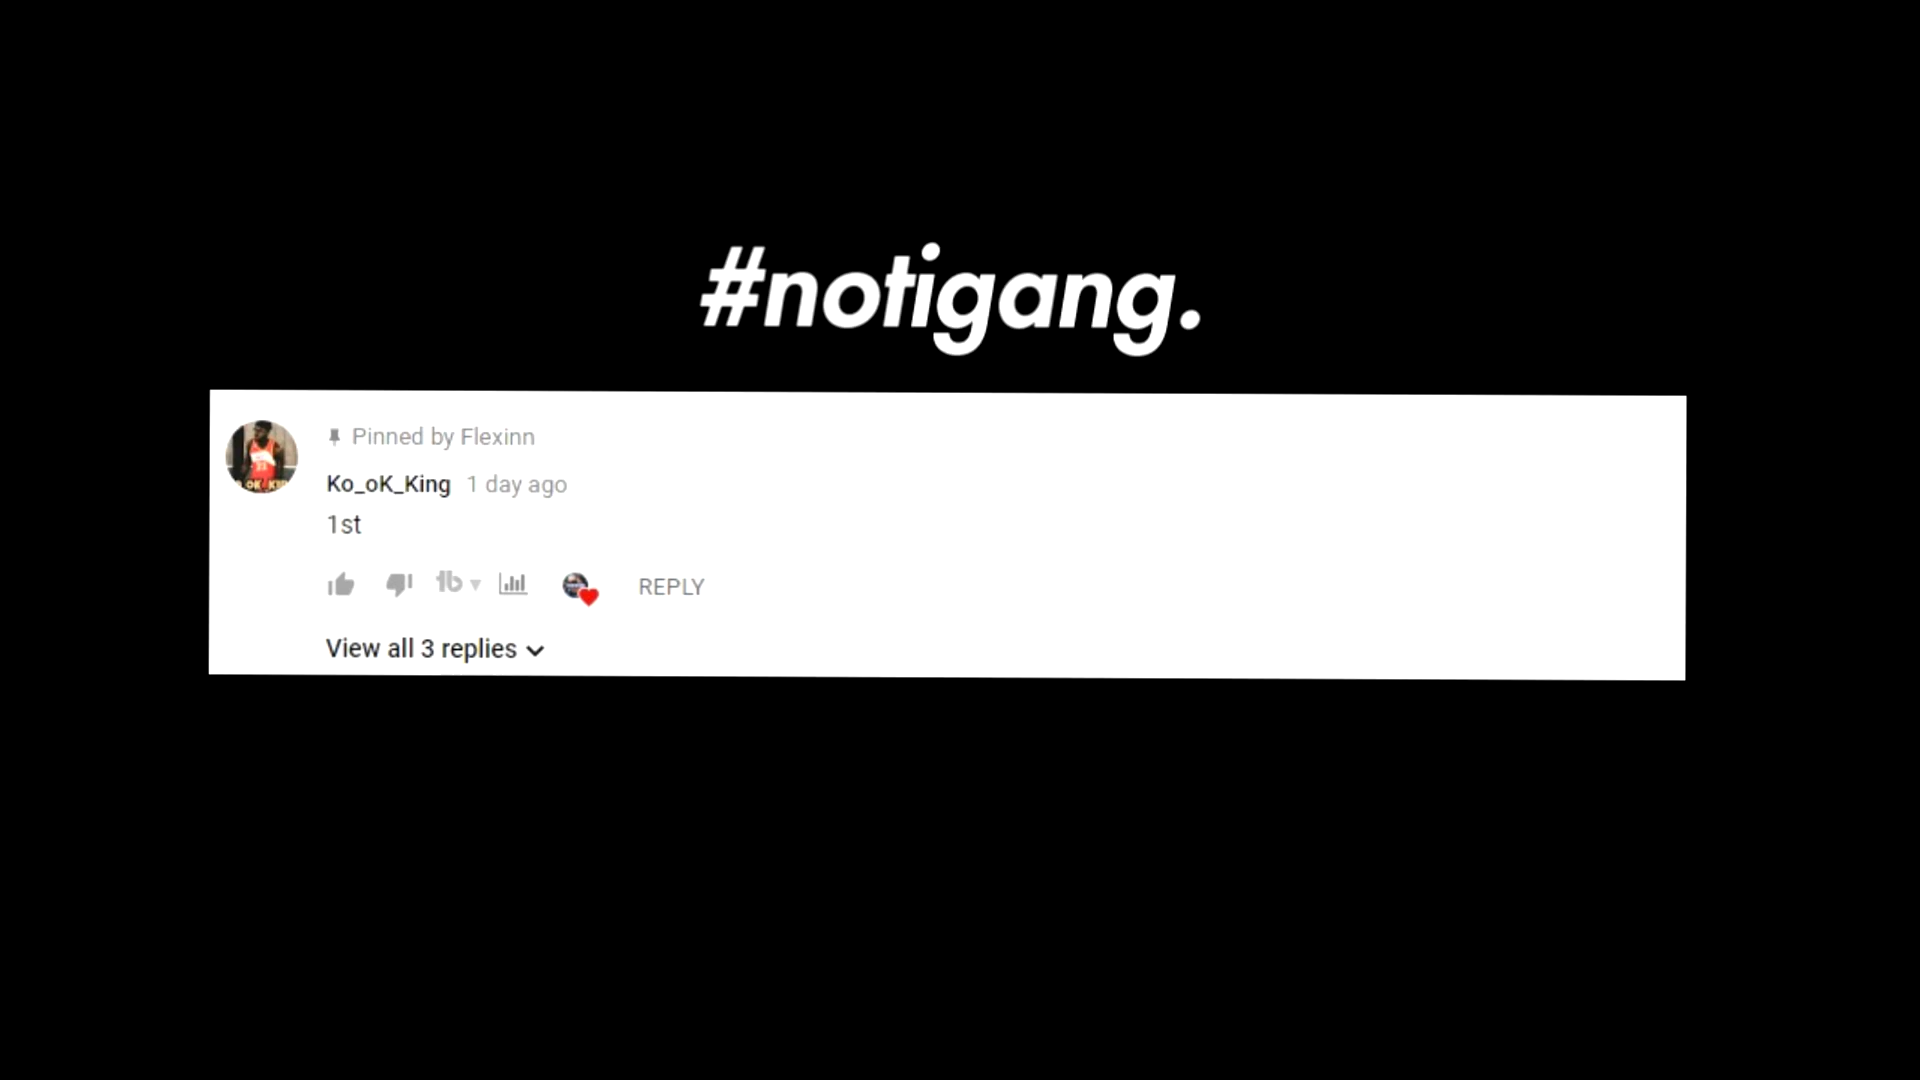 #notigang.
Pinned by Flexinn
Ko_oK_King 1 day ago
1st
REPLY
View all 3 replies